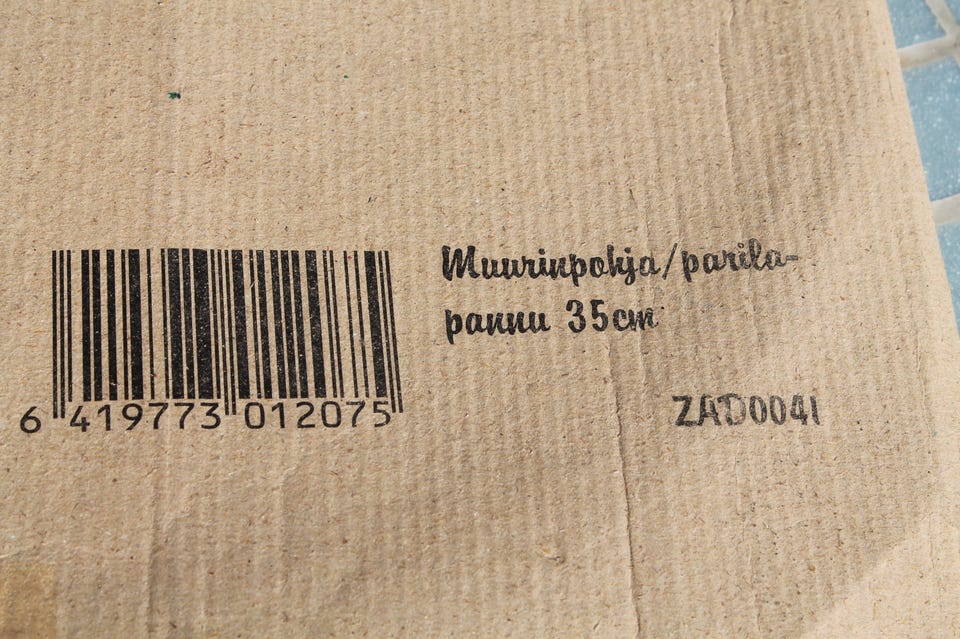 Muurinpohja/parila-
pannu 35cm
ZAD0041
6 419773 012075